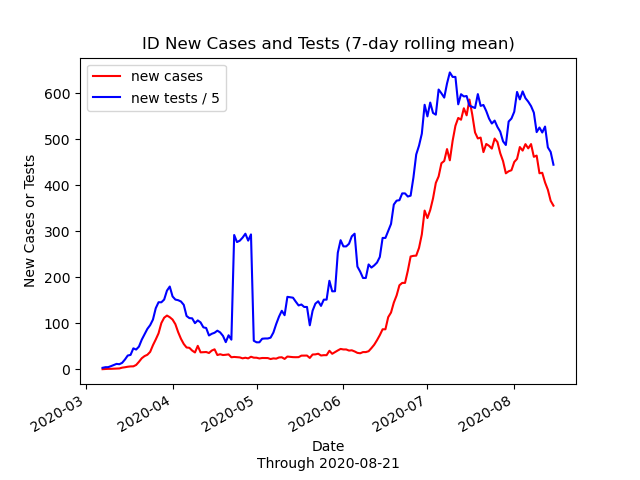 ID New Cases and Tests (7-day rolling mean)
new cases
new tests / 5
New Cases or Tests
600
500
400
300
200
100
0
2020-03
2020-04
2020-05
2020-06
2020-07
2020-08
Date
Through 2020-08-21